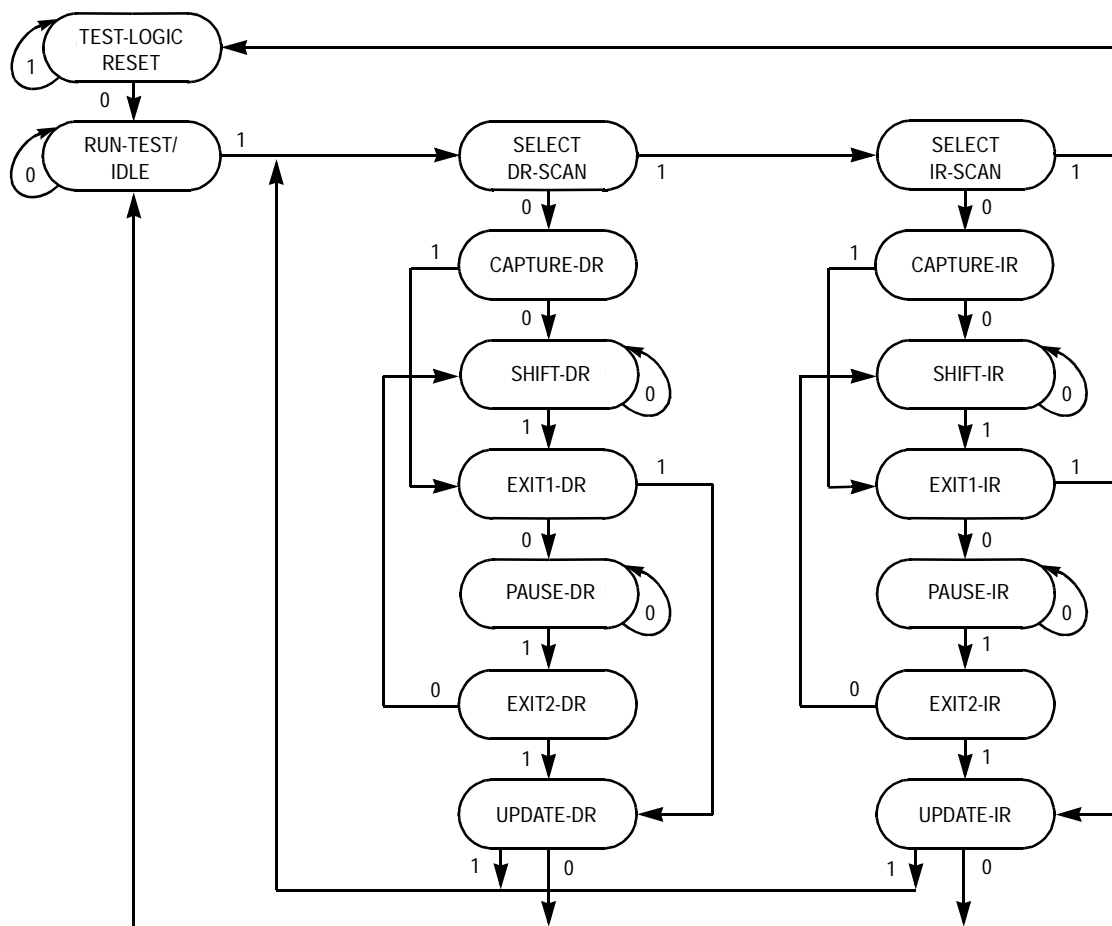 TEST-LOGIC
RESET
1
0
RUN-TEST/
IDLE
0
1
SELECT
DR-SCAN
1
SELECT
IR-SCAN
1
0
0
1
CAPTURE-DR
1
CAPTURE-IR
0
0
SHIFT-DR
0
SHIFT-IR
0
1
1
EXIT1-DR
1
EXIT1-IR
1
0
0
PAUSE-DR
0
PAUSE-IR
0
1
1
0
EXIT2-DR
0
EXIT2-IR
1
1
UPDATE-DR
UPDATE-IR
1
0
1
0